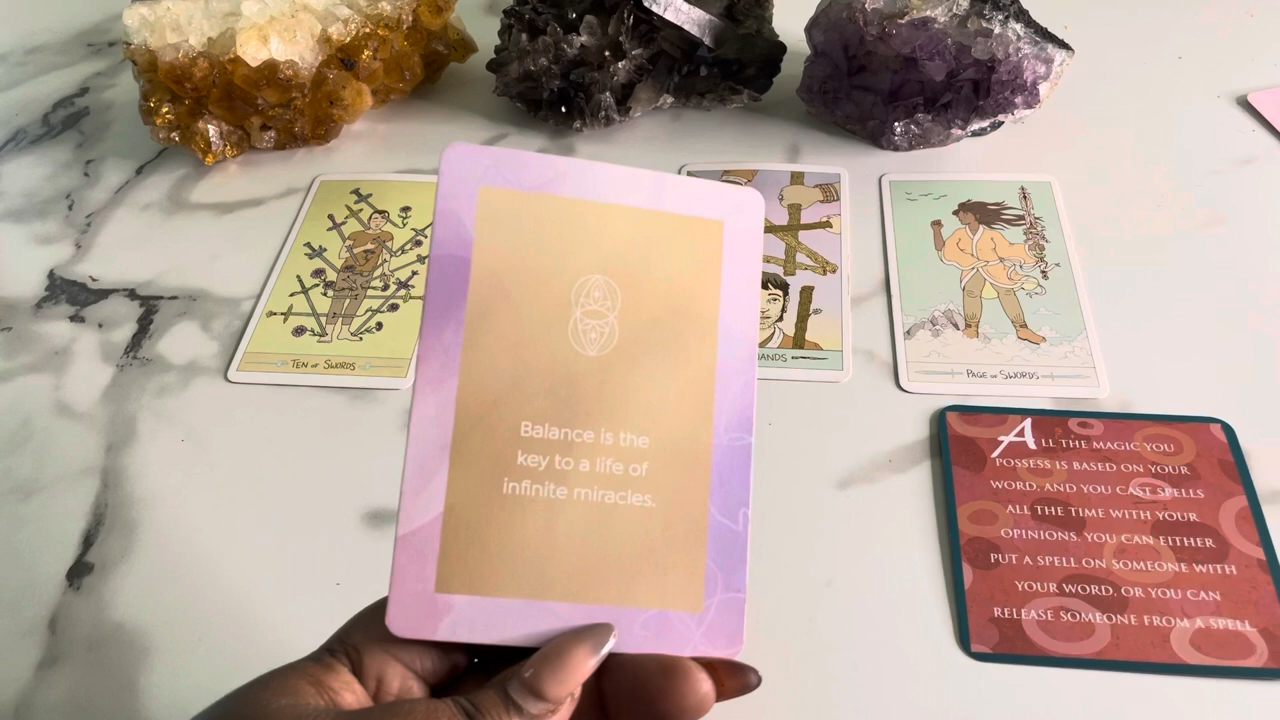 TEN OF SWORDS
WANDS
PAGE OF SWORDS
Balance is the
key to a life of
infinite miracles.
ALL THE MAGIC YOU
POSSESS IS BASED ON YOUR
WORD, AND YOU CAST SPELLS
ALL THE TIME WITH YOUR
OPINIONS. YOU CAN EITHER
PUT A SPELL ON SOMEONE WITH
YOUR WORD, OR YOU CAN
RELEASE SOMEONE FROM A SPELL